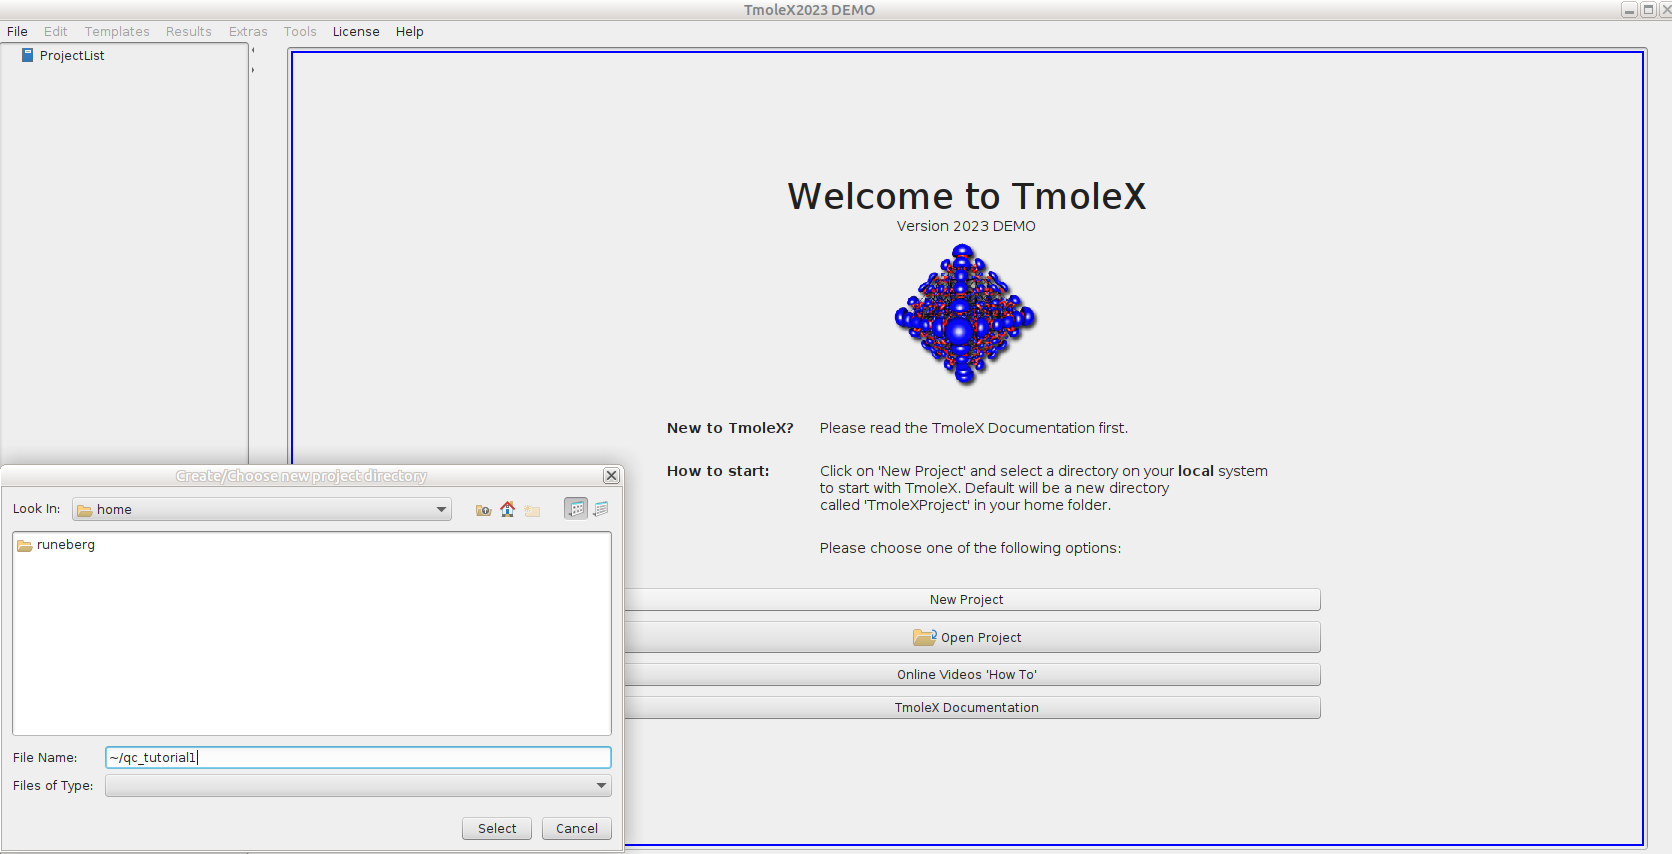 TmoleX2023 DEMO
File Edit Templates Results Extras Tools License Help
ProjectList
Welcome to TmoleX
Version 2023 DEMO
New to TmoleX? Please read the TmoleX Documentation first.
How to start: Click on 'New Project' and select a directory on your local system
to start with TmoleX. Default will be a new directory
called 'TmoleXProject' in your home folder.
Please choose one of the following options:
New Project
Open Project
Online Videos 'How To'
TmoleX Documentation
Create/Choose new project directory
Look In: home
runeberg
File Name: ~/qc_tutorial1
Files of Type:
Select Cancel